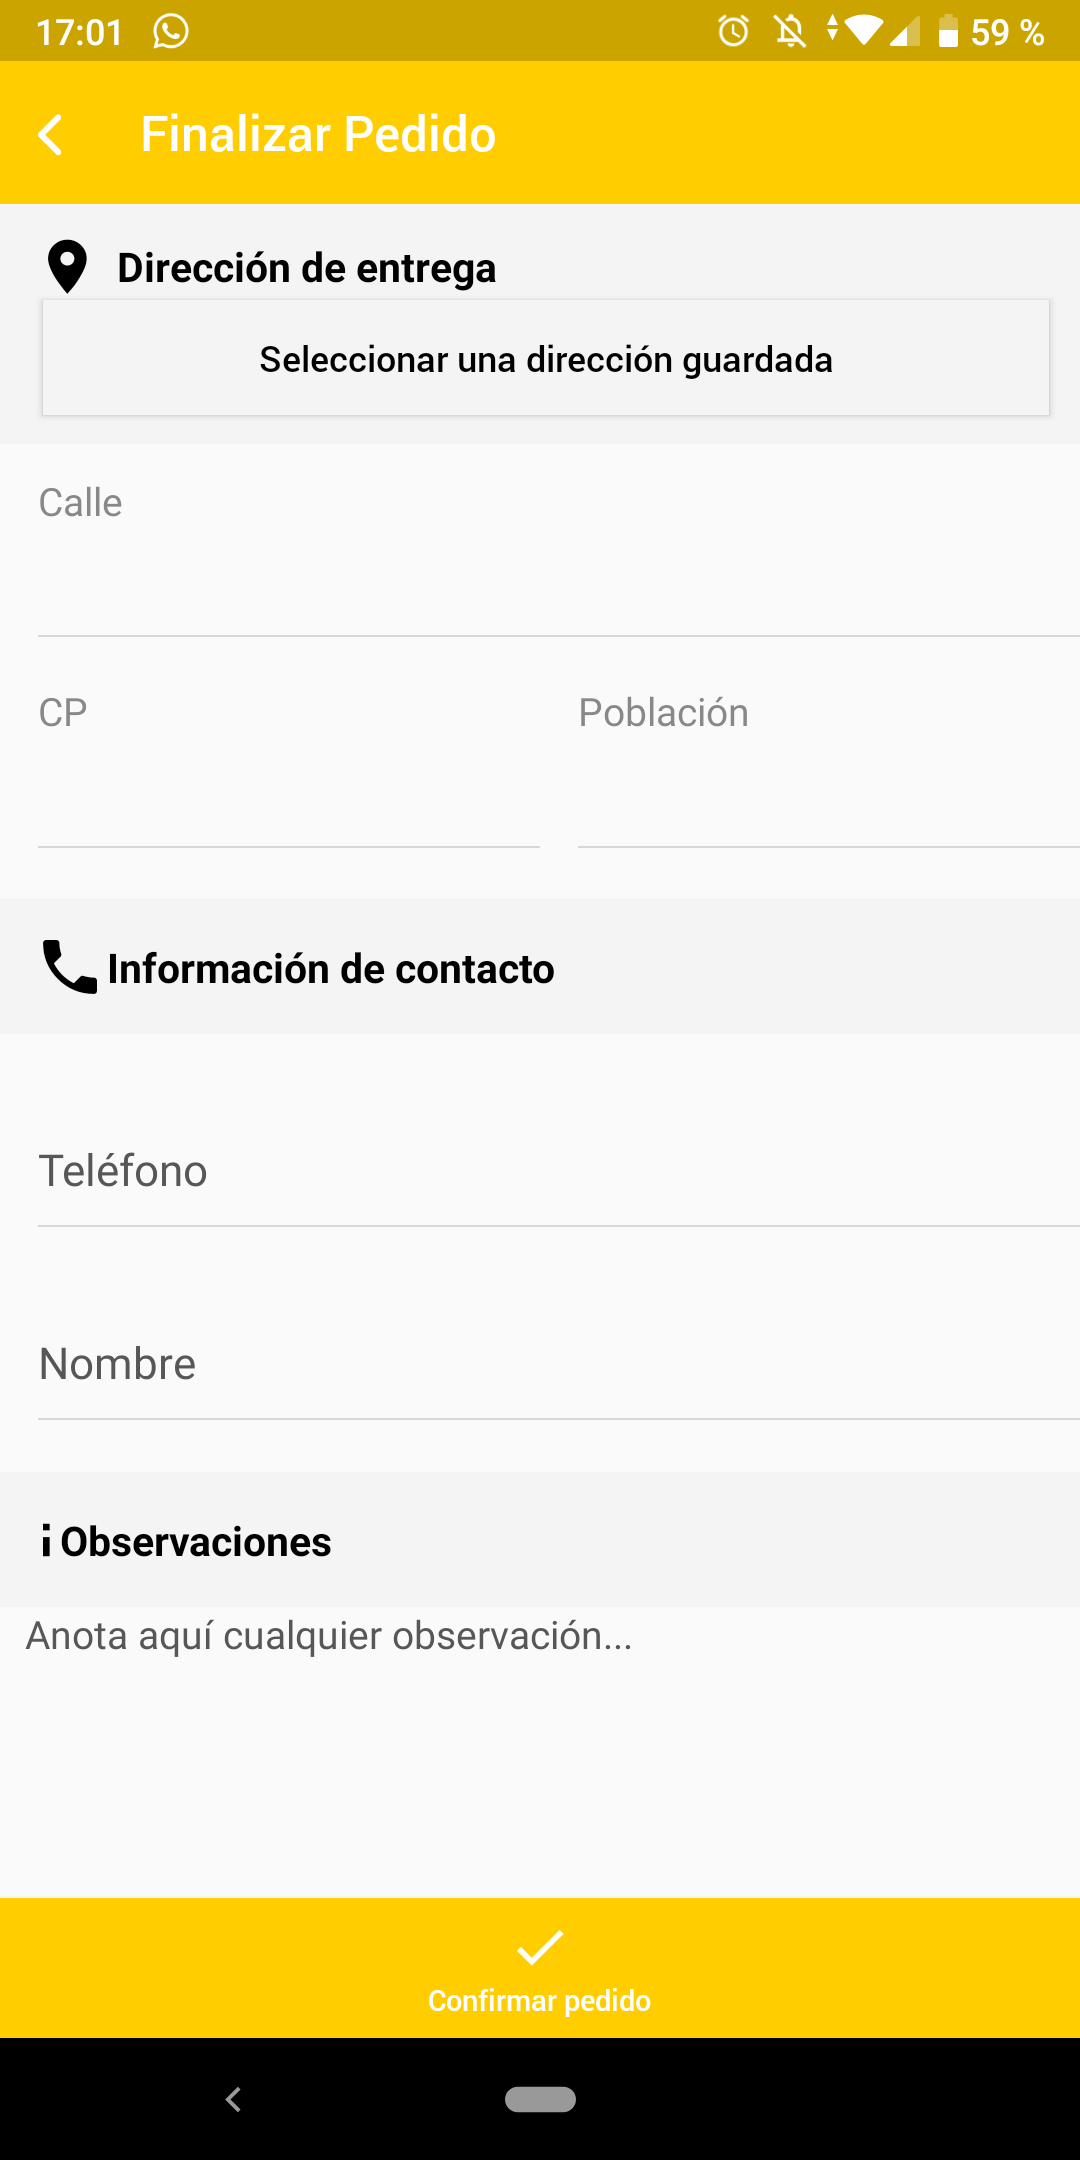 17:01 59 %
Finalizar Pedido
Dirección de entrega
Seleccionar una dirección guardada
Calle
CP Población
Información de contacto
Teléfono
Nombre
Observaciones
Anota aquí cualquier observación...
Confirmar pedido